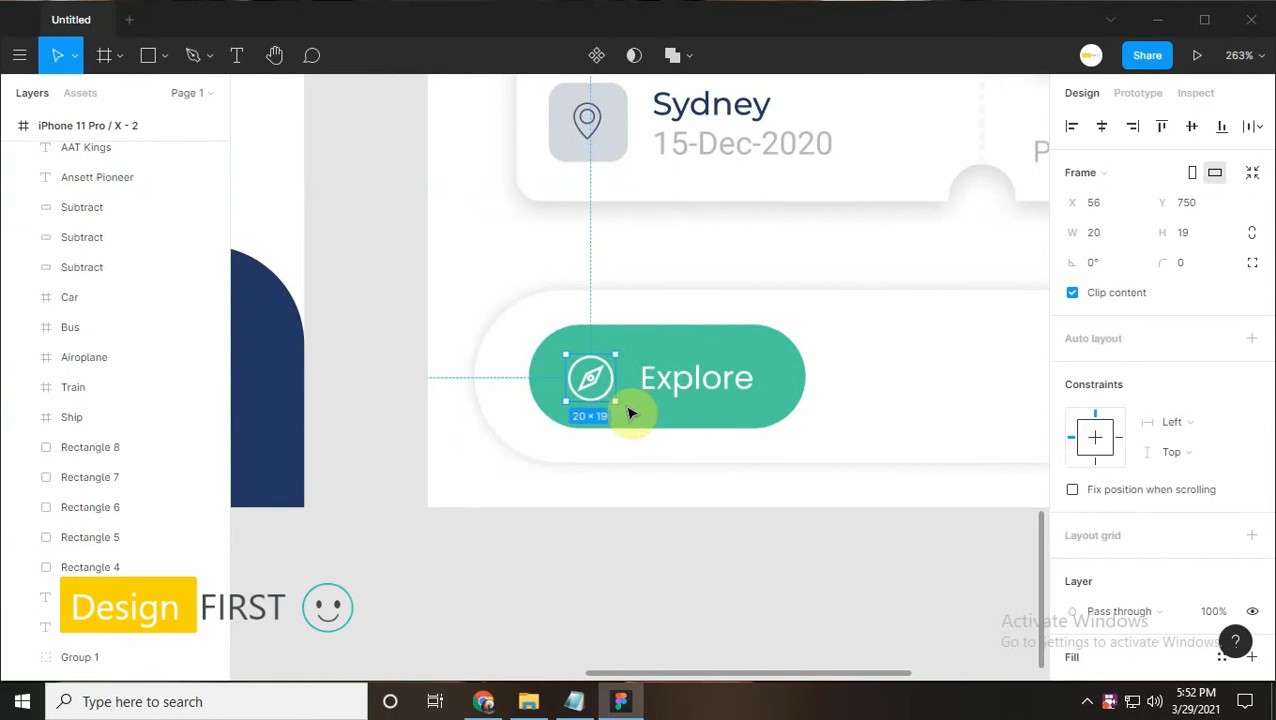 Untitled
Share
263%
Layers
Assets
Page 1
Design
Prototype
Inspect
iPhone 11 Pro / X - 2
AAT Kings
Ansett Pioneer
Subtract
Subtract
Subtract
Car
Bus
Airoplane
Train
Ship
Rectangle 8
Rectangle 7
Rectangle 6
Rectangle 5
Rectangle 4
Group 1
Sydney
15-Dec-2020
P
Explore
20 × 19
Frame
X 56
Y 750
W 20
H 19
0°
0
Clip content
Auto layout
Constraints
Left
Top
Fix position when scrolling
Layout grid
Layer
Pass through
100%
Fill
Design FIRST
Activate Windows
Go to Settings to activate Windows.
?
Type here to search
5:52 PM
3/29/2021